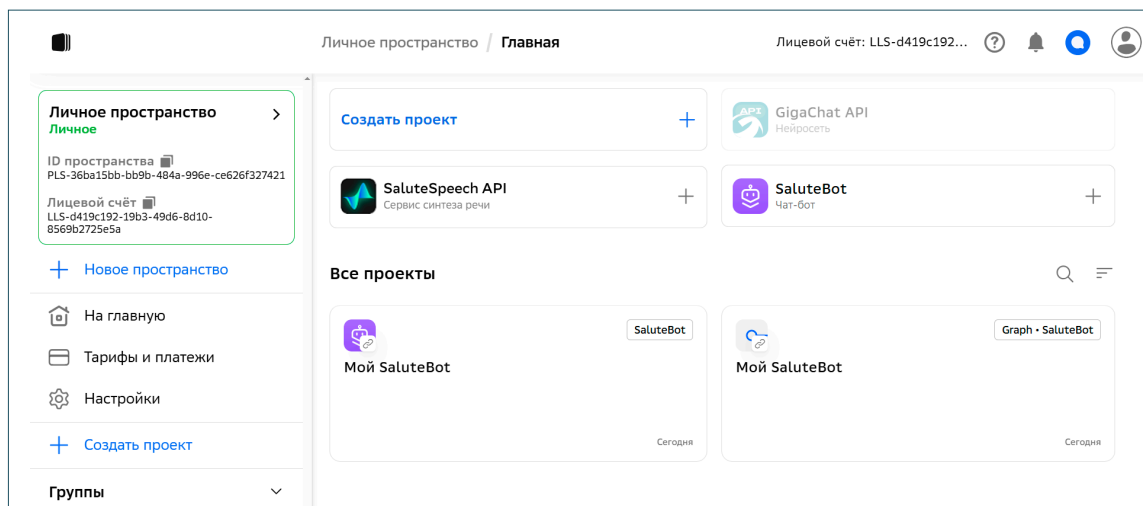 Личное пространство / Главная
Лицевой счёт: LLS-d419c192...
Личное пространство
Личное
ID пространства
PLS-36ba15bb-bb9b-484a-996e-ce626f327421
Лицевой счёт
LLS-d419c192-19b3-49d6-8d10-
8569b2725e5a
Новое пространство
На главную
Тарифы и платежи
Настройки
Создать проект
Группы
Создать проект
API
GigaChat API
Нейросеть
SaluteSpeech API
Сервис синтеза речи
SaluteBot
Чат-бот
Все проекты
SaluteBot
Мой SaluteBot
Сегодня
Graph • SaluteBot
Мой SaluteBot
Сегодня